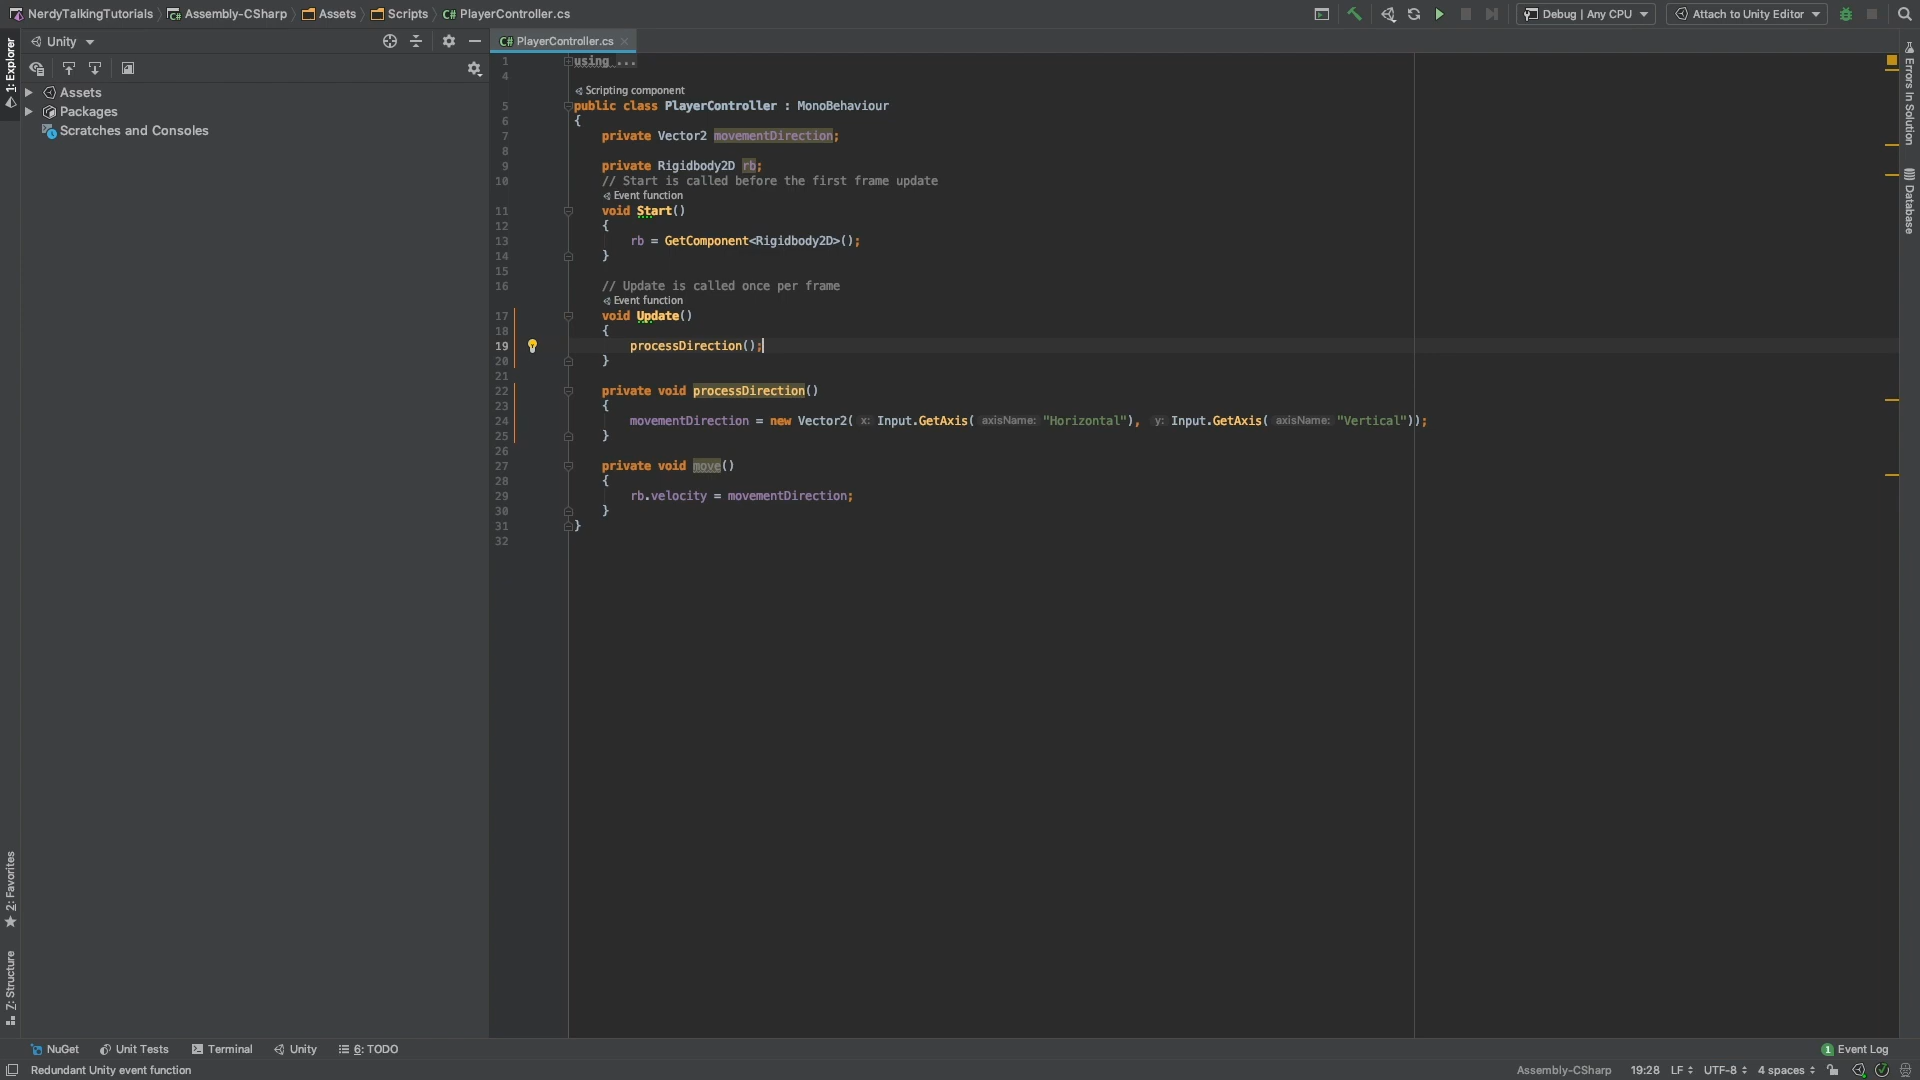 NerdyTalkingTutorials Assembly-CSharp Assets Scripts C# PlayerController.cs Debug | Any CPU Attach to Unity Editor
Unity
C# PlayerController.cs
1: Explorer
Assets
Packages
Scratches and Consoles
2: Favorites
Z: Structure
1 using ...
4
Scripting component
5 public class PlayerController : MonoBehaviour
6 {
7 private Vector2 movementDirection;
8
9 private Rigidbody2D rb;
10 // Start is called before the first frame update
Event function
11 void Start()
12 {
13 rb = GetComponent<Rigidbody2D>();
14 }
15
16 // Update is called once per frame
Event function
17 void Update()
18 {
19 processDirection();
20 }
21
22 private void processDirection()
23 {
24 movementDirection = new Vector2( x: Input.GetAxis( axisName: "Horizontal"), y: Input.GetAxis( axisName: "Vertical"));
25 }
26
27 private void move()
28 {
29 rb.velocity = movementDirection;
30 }
31 }
32
Errors In Solution
Database
NuGet Unit Tests Terminal Unity 6: TODO 1 Event Log
Redundant Unity event function Assembly-CSharp 19:28 LF UTF-8 4 spaces